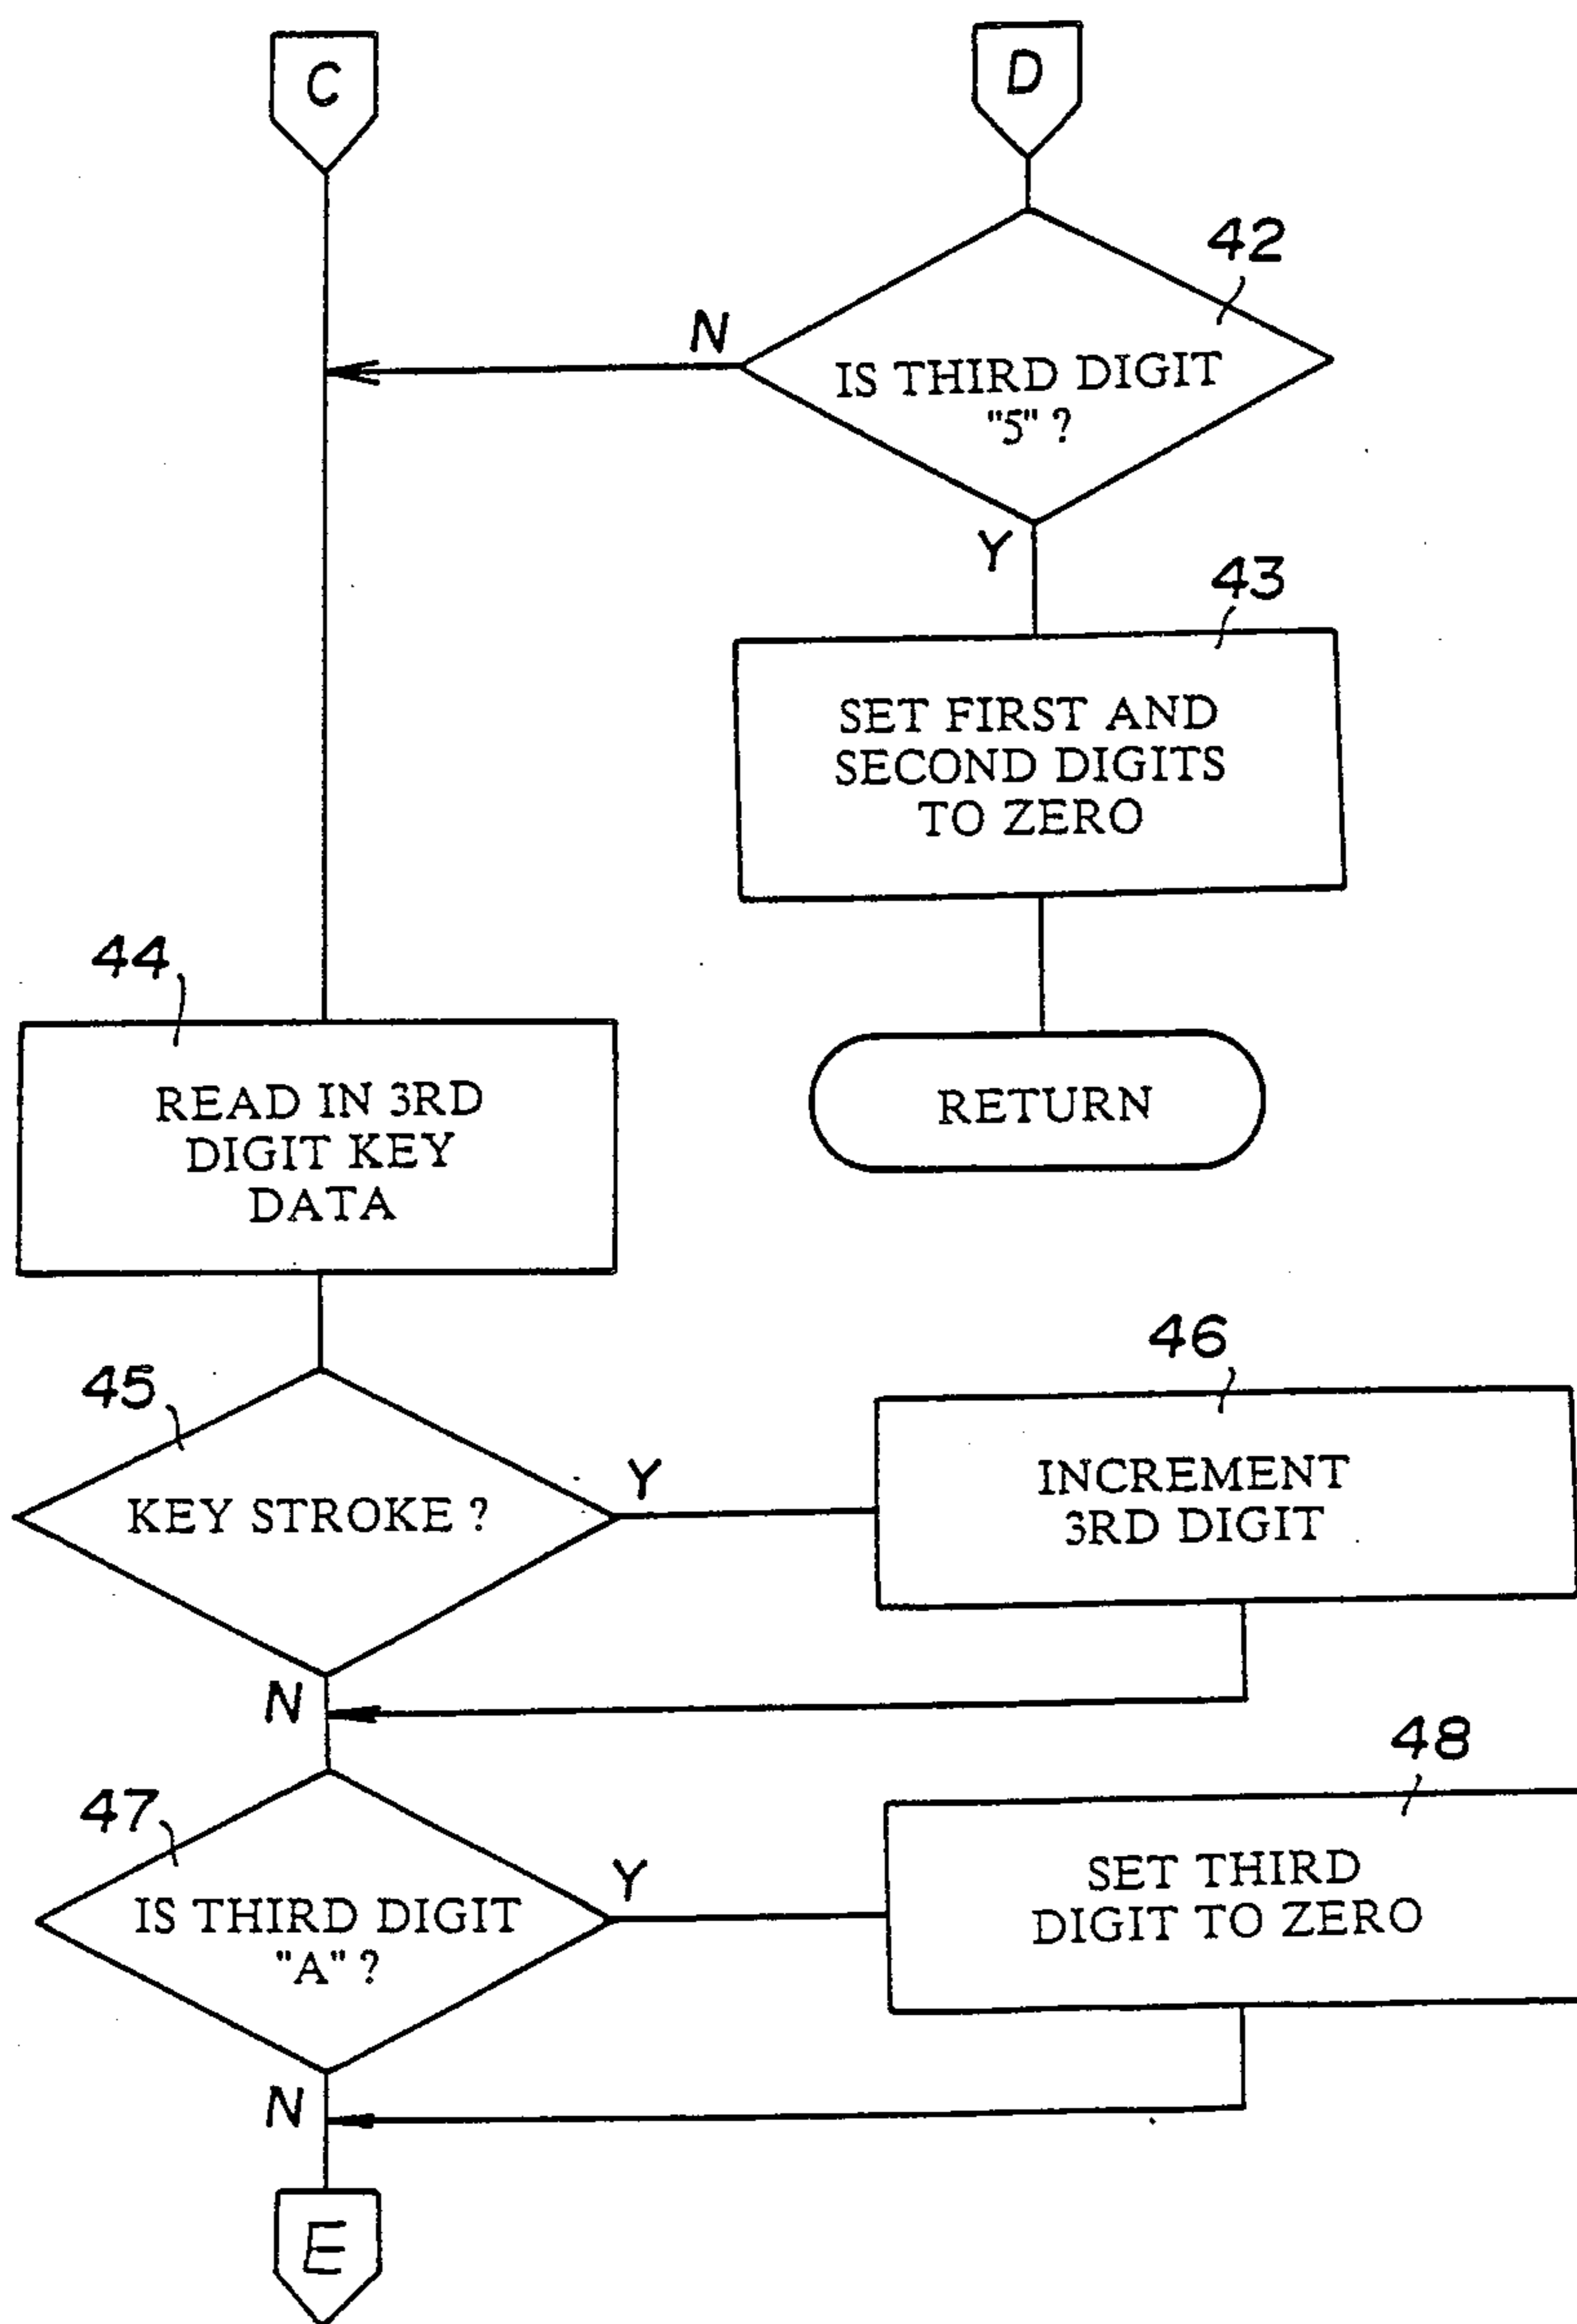 C
D
42
N
IS THIRD DIGIT
"5" ?
Y
43
SET FIRST AND
SECOND DIGITS
TO ZERO
44
READ IN 3RD
DIGIT KEY
DATA
RETURN
45
KEY STROKE ?
Y
46
INCREMENT
3RD DIGIT
N
47
IS THIRD DIGIT
"A" ?
Y
48
SET THIRD
DIGIT TO ZERO
N
E